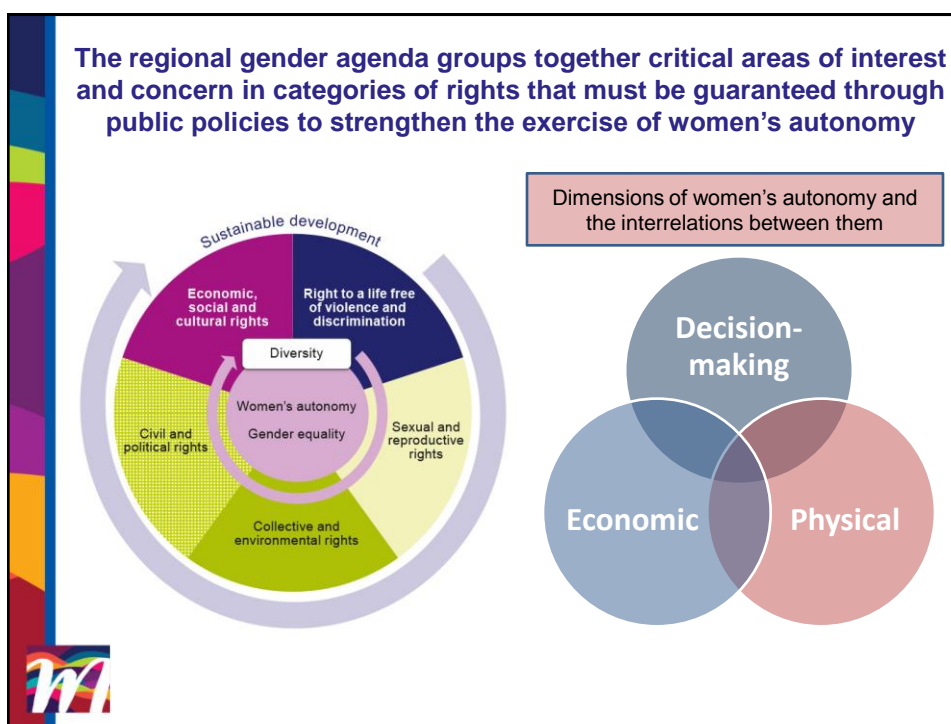 The regional gender agenda groups together critical areas of interest
and concern in categories of rights that must be guaranteed through
public policies to strengthen the exercise of women’s autonomy
Sustainable development
Economic,
social and
cultural rights
Right to a life free
of violence and
discrimination
Diversity
Women’s autonomy
Gender equality
Civil and
political rights
Sexual and
reproductive
rights
Collective and
environmental rights
Dimensions of women’s autonomy and
the interrelations between them
Decision-
making
Economic
Physical